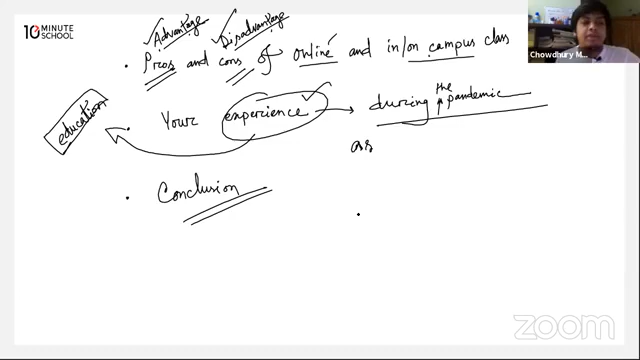 10 MINUTE SCHOOL
Advantage Disadvantage
• Pros and cons of online and in/on campus class
Chowdhury M...
education
• Your experience → during the pandemic
as
• Conclusion
zoom